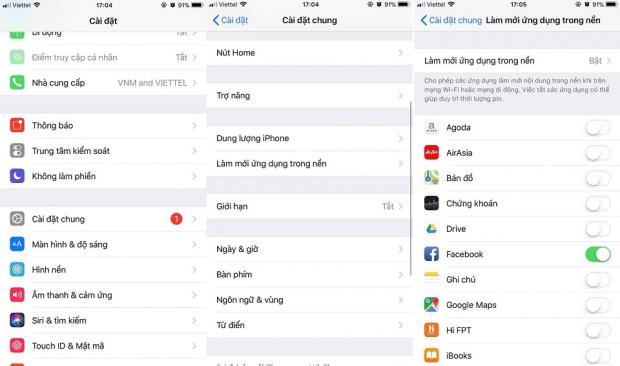 Viettel 17:04
Cài đặt
Di động Tắt
Điểm truy cập cá nhân Tắt
Nhà cung cấp VNM and VIETTEL
Thông báo
Trung tâm kiểm soát
Không làm phiền
Cài đặt chung 1
Màn hình & độ sáng
AA
Hình nền
Âm thanh & cảm ứng
Siri & tìm kiếm
Touch ID & Mật mã
Viettel 17:04
Cài đặt Cài đặt chung
Nút Home
Trợ năng
Dung lượng iPhone
Làm mới ứng dụng trong nền
Giới hạn Tắt
Ngày & giờ
Bàn phím
Ngôn ngữ & vùng
Từ điển
Viettel 17:05
Cài đặt chung Làm mới ứng dụng trong nền
Làm mới ứng dụng trong nền Bật
Cho phép các ứng dụng làm mới nội dung trong nền khi trên
mạng Wi-Fi hoặc mạng di động. Việc tắt các ứng dụng có thể
giúp duy trì thời lượng pin.
Agoda
AirAsia
Bản đồ
Chứng khoán
Drive
Facebook
Ghi chú
Google Maps
Hi FPT
iBooks